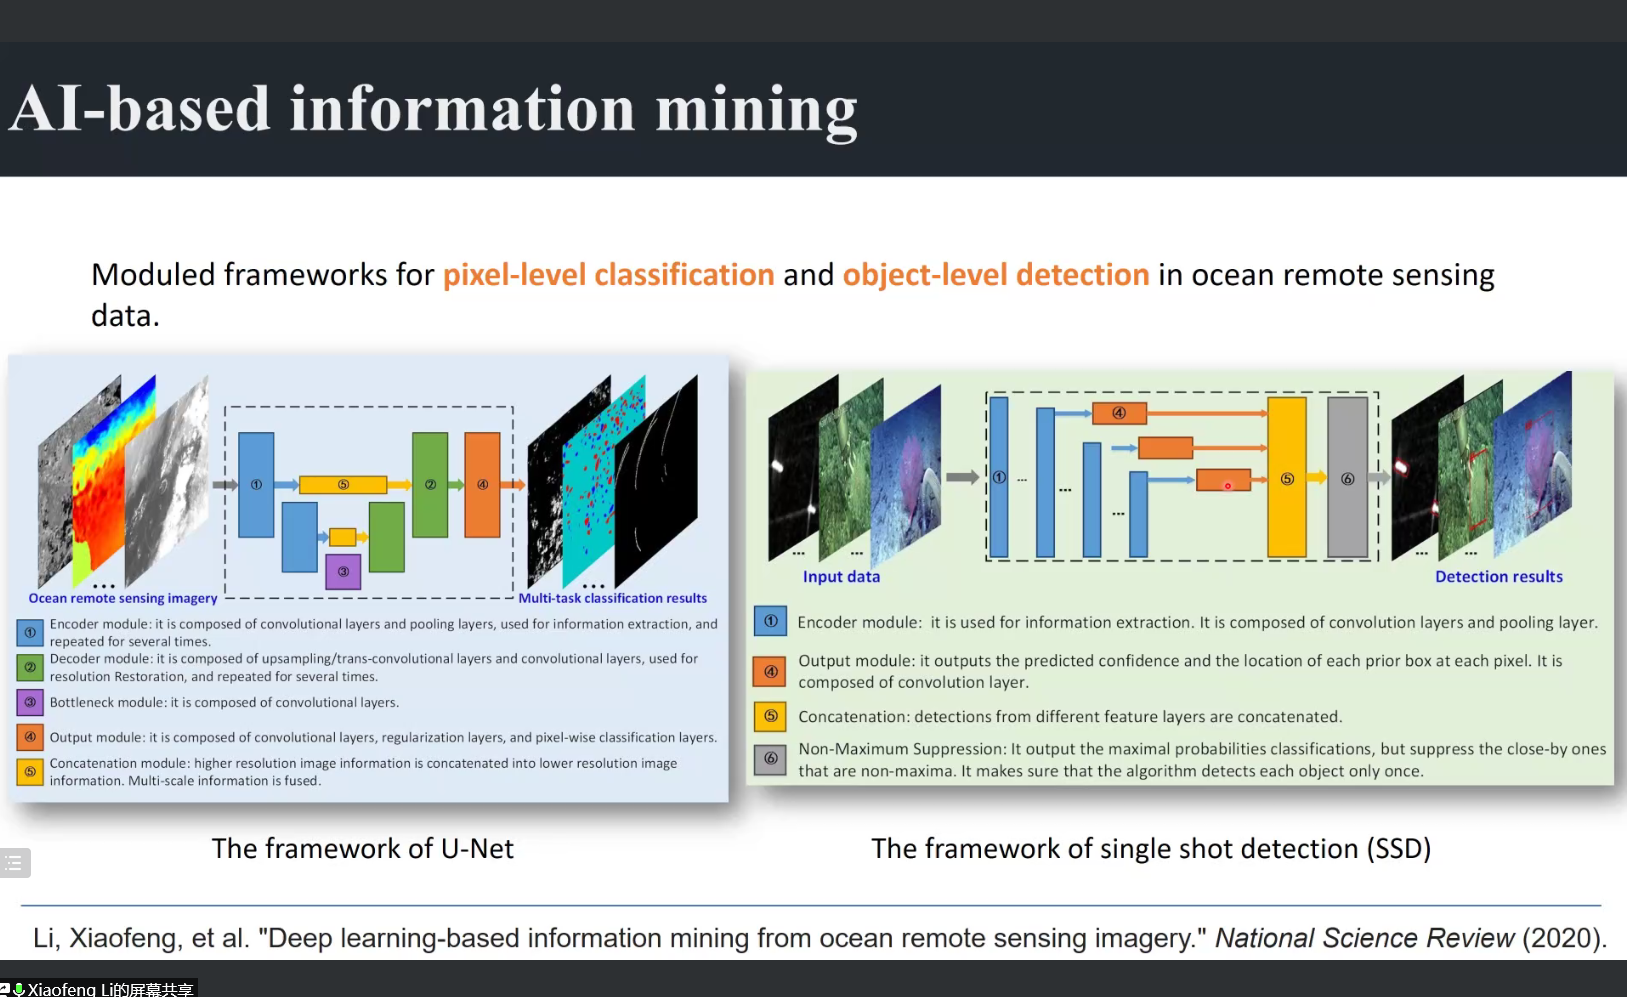 AI-based information mining
Moduled frameworks for pixel-level classification and object-level detection in ocean remote sensing
data.
①
⑤
②
④
③
...
...
Ocean remote sensing imagery
Multi-task classification results
① Encoder module: it is composed of convolutional layers and pooling layers, used for information extraction, and
repeated for several times.
② Decoder module: it is composed of upsampling/trans-convolutional layers and convolutional layers, used for
resolution Restoration, and repeated for several times.
③ Bottleneck module: it is composed of convolutional layers.
④ Output module: it is composed of convolutional layers, regularization layers, and pixel-wise classification layers.
⑤ Concatenation module: higher resolution image information is concatenated into lower resolution image
information. Multi-scale information is fused.
The framework of U-Net
④
①
...
...
...
⑤
⑥
...
...
...
...
Input data
Detection results
① Encoder module: it is used for information extraction. It is composed of convolution layers and pooling layer.
④ Output module: it outputs the predicted confidence and the location of each prior box at each pixel. It is
composed of convolution layer.
⑤ Concatenation: detections from different feature layers are concatenated.
⑥ Non-Maximum Suppression: It output the maximal probabilities classifications, but suppress the close-by ones
that are non-maxima. It makes sure that the algorithm detects each object only once.
The framework of single shot detection (SSD)
Li, Xiaofeng, et al. "Deep learning-based information mining from ocean remote sensing imagery." National Science Review (2020).
Xiaofeng Li的屏幕共享